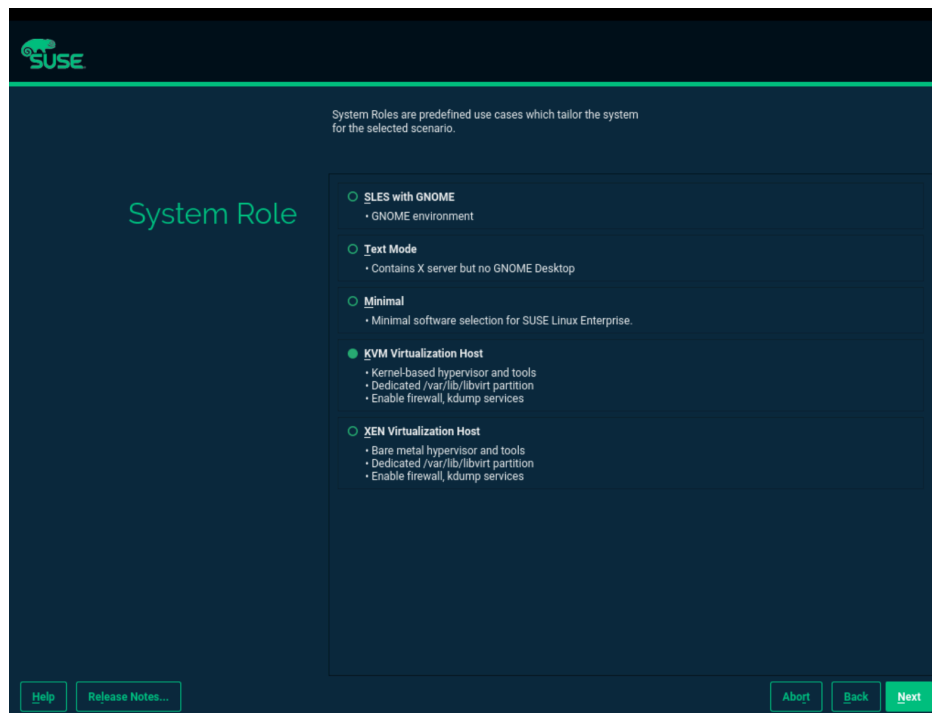 SUSE
System Roles are predefined use cases which tailor the system
for the selected scenario.
System Role
SLES with GNOME
• GNOME environment
Text Mode
• Contains X server but no GNOME Desktop
Minimal
• Minimal software selection for SUSE Linux Enterprise.
KVM Virtualization Host
• Kernel-based hypervisor and tools
• Dedicated /var/lib/libvirt partition
• Enable firewall, kdump services
XEN Virtualization Host
• Bare metal hypervisor and tools
• Dedicated /var/lib/libvirt partition
• Enable firewall, kdump services
Help Release Notes... Abort Back Next